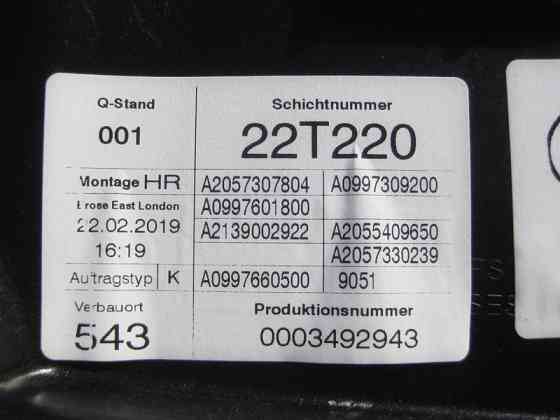 Q-Stand
001
Schichtnummer
22T220
Montage HR
A2057307804 A0997309200
Brose East London
A0997601800
22.02.2019
A2139002922 A2055409650
16:19
A2057330239
Auftragstyp K
A0997660500 9051
Verbauort
543
Produktionsnummer
0003492943